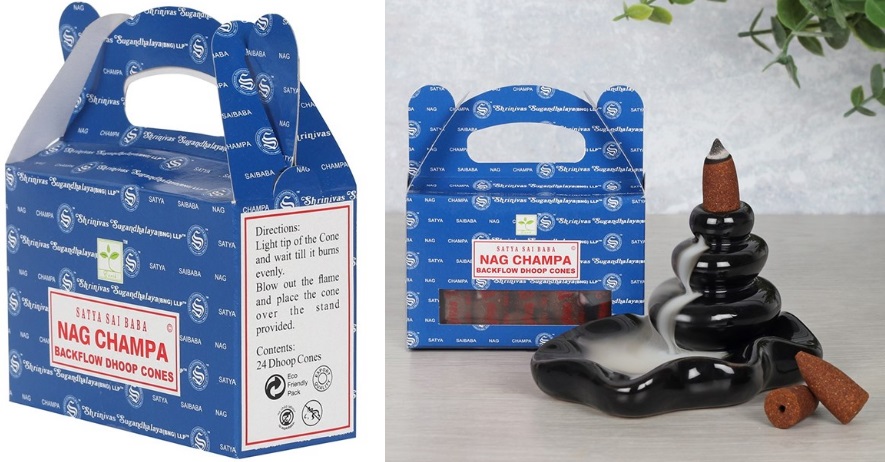 Shrinivas Sugandhalaya(BNG) LLP
SATYA SAIBABA NAG CHAMPA
SATYA SAI BABA
NAG CHAMPA
BACKFLOW DHOOP CONES
Directions:
Light tip of the Cone
and wait till it burns
evenly.
Blow out the flame
and place the cone
over the stand
provided.
Contents:
24 Dhoop Cones
Eco
Friendly
Pack
SATYA SAI BABA
NAG CHAMPA
BACKFLOW DHOOP CONES